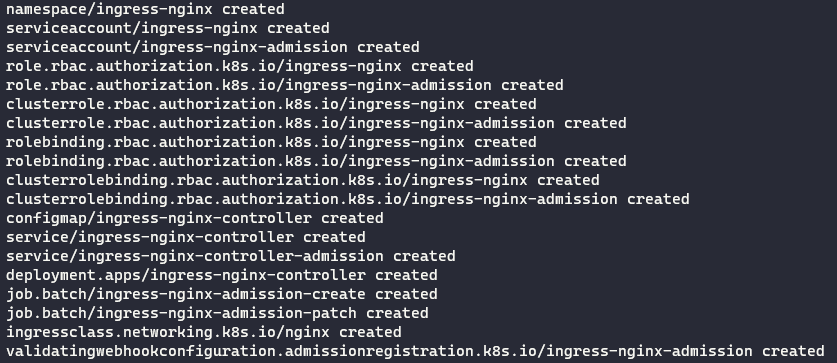 namespace/ingress-nginx created
serviceaccount/ingress-nginx created
serviceaccount/ingress-nginx-admission created
role.rbac.authorization.k8s.io/ingress-nginx created
role.rbac.authorization.k8s.io/ingress-nginx-admission created
clusterrole.rbac.authorization.k8s.io/ingress-nginx created
clusterrole.rbac.authorization.k8s.io/ingress-nginx-admission created
rolebinding.rbac.authorization.k8s.io/ingress-nginx created
rolebinding.rbac.authorization.k8s.io/ingress-nginx-admission created
clusterrolebinding.rbac.authorization.k8s.io/ingress-nginx created
clusterrolebinding.rbac.authorization.k8s.io/ingress-nginx-admission created
configmap/ingress-nginx-controller created
service/ingress-nginx-controller created
service/ingress-nginx-controller-admission created
deployment.apps/ingress-nginx-controller created
job.batch/ingress-nginx-admission-create created
job.batch/ingress-nginx-admission-patch created
ingressclass.networking.k8s.io/nginx created
validatingwebhookconfiguration.admissionregistration.k8s.io/ingress-nginx-admission created